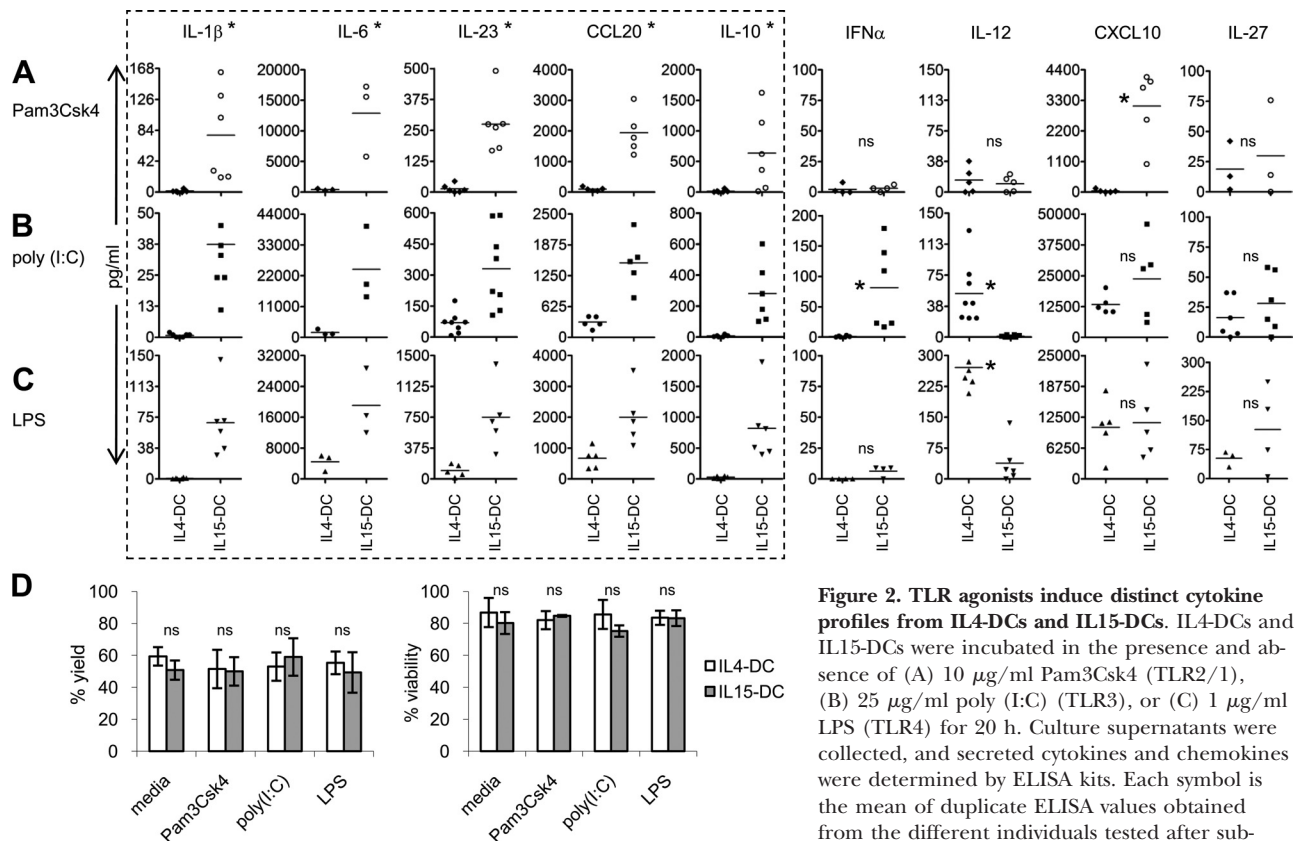 IL-1β * IL-6 * IL-23 * CCL20 * IL-10 * IFNα IL-12 CXCL10 IL-27
A
Pam3Csk4
168 20000 500 4000 2000 100 150 4400 100
126 15000 375 3000 1500 75 113 3300 75
84 10000 250 2000 1000 50 75 2200 50
42 5000 125 1000 500 25 38 1100 25
0 0 0 0 0 0 0 0 0
ns ns * ns
B
poly (I:C)
pg/ml
50 44000 600 2500 800 200 150 50000 100
38 33000 450 1875 600 150 113 37500 75
25 22000 300 1250 400 100 75 25000 50
13 11000 150 625 200 50 38 12500 25
0 0 0 0 0 0 0 0 0
* * ns ns
C
LPS
150 32000 1500 4000 2000 100 300 25000 300
113 24000 1125 3000 1500 75 225 18750 225
75 16000 750 2000 1000 50 150 12500 150
38 8000 375 1000 500 25 75 6250 75
0 0 0 0 0 0 0 0 0
ns * ns ns
IL4-DC IL15-DC IL4-DC IL15-DC IL4-DC IL15-DC IL4-DC IL15-DC IL4-DC IL15-DC IL4-DC IL15-DC IL4-DC IL15-DC IL4-DC IL15-DC IL4-DC IL15-DC
D
% yield
100
80
60
40
20
0
ns ns ns ns
media Pam3Csk4 poly(I:C) LPS
% viability
100
80
60
40
20
0
ns ns ns ns
IL4-DC
IL15-DC
media Pam3Csk4 poly(I:C) LPS
Figure 2. TLR agonists induce distinct cytokine
profiles from IL4-DCs and IL15-DCs. IL4-DCs and
IL15-DCs were incubated in the presence and ab-
sence of (A) 10 μg/ml Pam3Csk4 (TLR2/1),
(B) 25 μg/ml poly (I:C) (TLR3), or (C) 1 μg/ml
LPS (TLR4) for 20 h. Culture supernatants were
collected, and secreted cytokines and chemokines
were determined by ELISA kits. Each symbol is
the mean of duplicate ELISA values obtained
from the different individuals tested after sub-